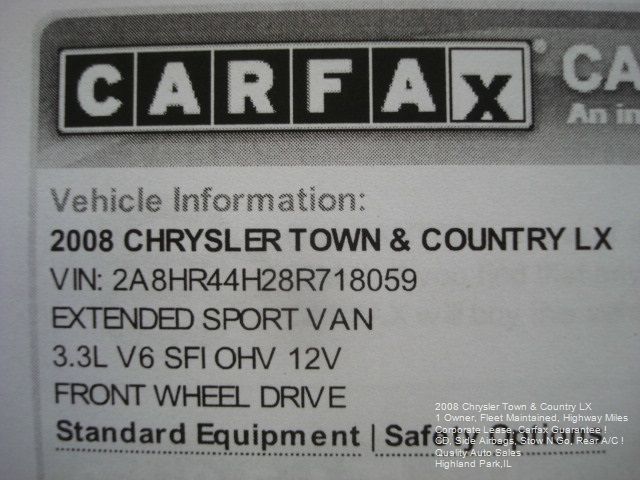 CARFAX® CA
An in
Vehicle Information:
2008 CHRYSLER TOWN & COUNTRY LX
VIN: 2A8HR44H28R718059
EXTENDED SPORT VAN
3.3L V6 SFI OHV 12V
FRONT WHEEL DRIVE
Standard Equipment | Safety Options
2008 Chrysler Town & Country LX
1 Owner, Fleet Maintained, Highway Miles
Corporate Lease, Carfax Guarantee !
CD, Side Airbags, Stow N Go, Rear A/C !
Quality Auto Sales
Highland Park,IL